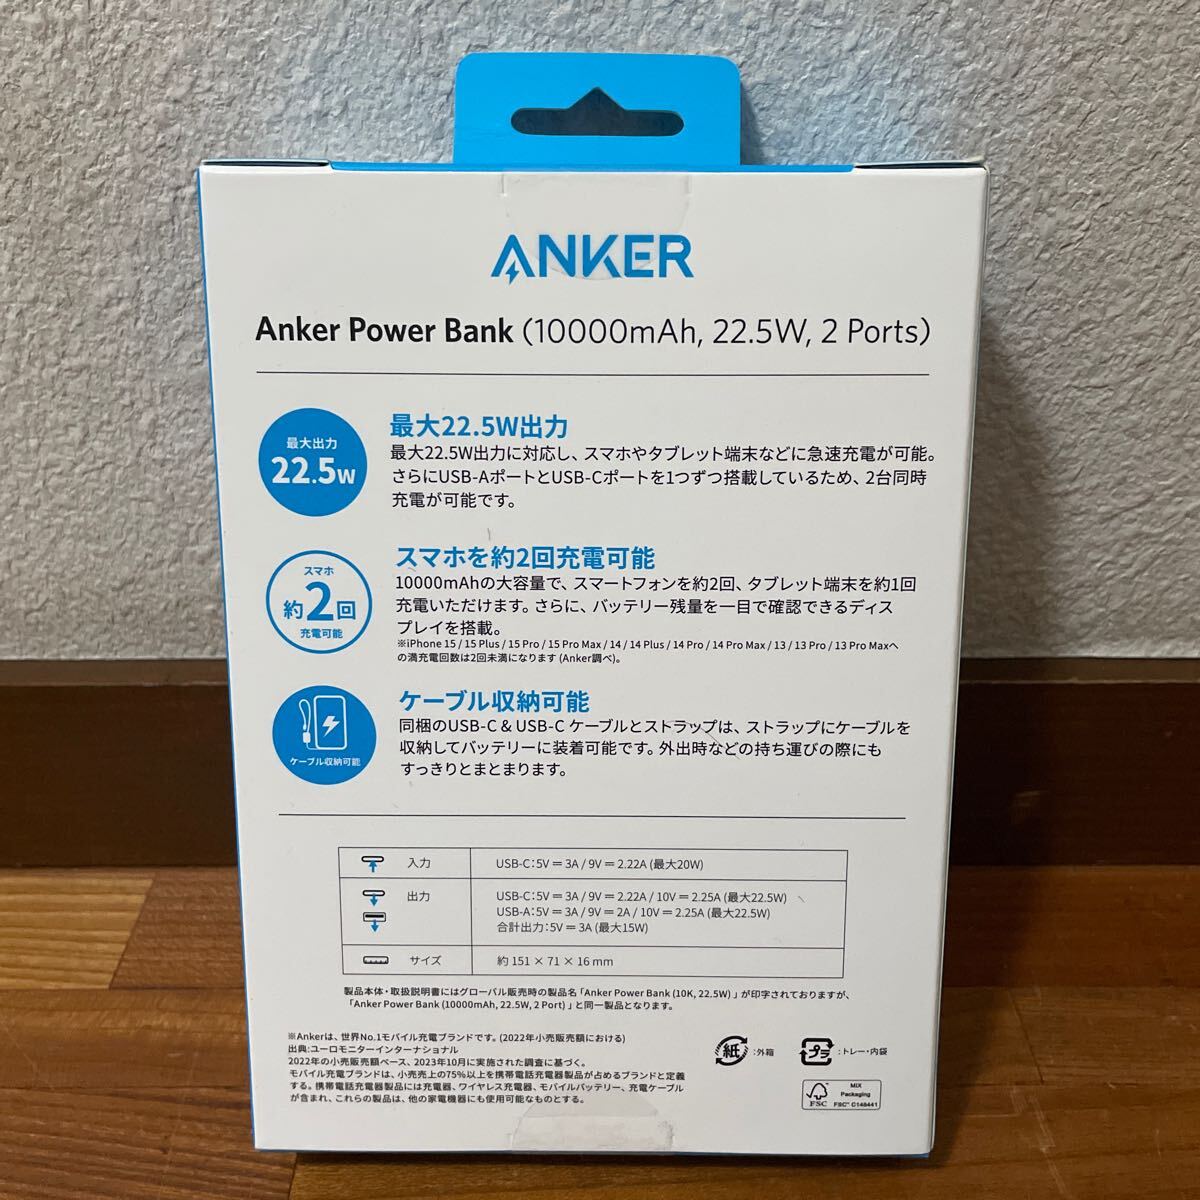 ANKER
Anker Power Bank (10000mAh, 22.5W, 2 Ports)
最大出力
22.5W
最大22.5W出力
最大22.5W出力に対応し、スマホやタブレット端末などに急速充電が可能。
さらにUSB-AポートとUSB-Cポートを1つずつ搭載しているため、2台同時
充電が可能です。
スマホ
約2回
充電可能
スマホを約2回充電可能
10000mAhの大容量で、スマートフォンを約2回、タブレット端末を約1回
充電いただけます。さらに、バッテリー残量を一目で確認できるディス
プレイを搭載。
※iPhone 15 / 15 Plus / 15 Pro / 15 Pro Max / 14 / 14 Plus / 14 Pro / 14 Pro Max / 13 / 13 Pro / 13 Pro Maxへ
の満充電回数は2回未満になります (Anker調べ)。
ケーブル収納可能
ケーブル収納可能
同梱のUSB-C & USB-C ケーブルとストラップは、ストラップにケーブルを
収納してバッテリーに装着可能です。外出時などの持ち運びの際にも
すっきりとまとまります。
入力 USB-C：5V ⎓ 3A / 9V ⎓ 2.22A (最大20W)
出力 USB-C：5V ⎓ 3A / 9V ⎓ 2.22A / 10V ⎓ 2.25A (最大22.5W)
USB-A：5V ⎓ 3A / 9V ⎓ 2A / 10V ⎓ 2.25A (最大22.5W)
合計出力：5V ⎓ 3A (最大15W)
サイズ 約 151 × 71 × 16 mm
製品本体・取扱説明書にはグローバル販売時の製品名「Anker Power Bank (10K, 22.5W) 」が印字されておりますが、
「Anker Power Bank (10000mAh, 22.5W, 2 Port) 」と同一製品となります。
※Ankerは、世界No.1モバイル充電ブランドです。(2022年小売販売額における)
出典：ユーロモニターインターナショナル
2022年の小売販売額ベース、2023年10月に実施された調査に基づく。
モバイル充電ブランドは、小売売上の75%以上を携帯電話充電器製品が占めるブランドと定義
する。携帯電話充電器製品には充電器、ワイヤレス充電器、モバイルバッテリー、充電ケーブル
が含まれ、これらの製品は、他の家電機器にも使用可能なものとする。
紙 ：外箱
プラ ：トレー・内袋
FSC
MIX
Packaging
FSC® C148441